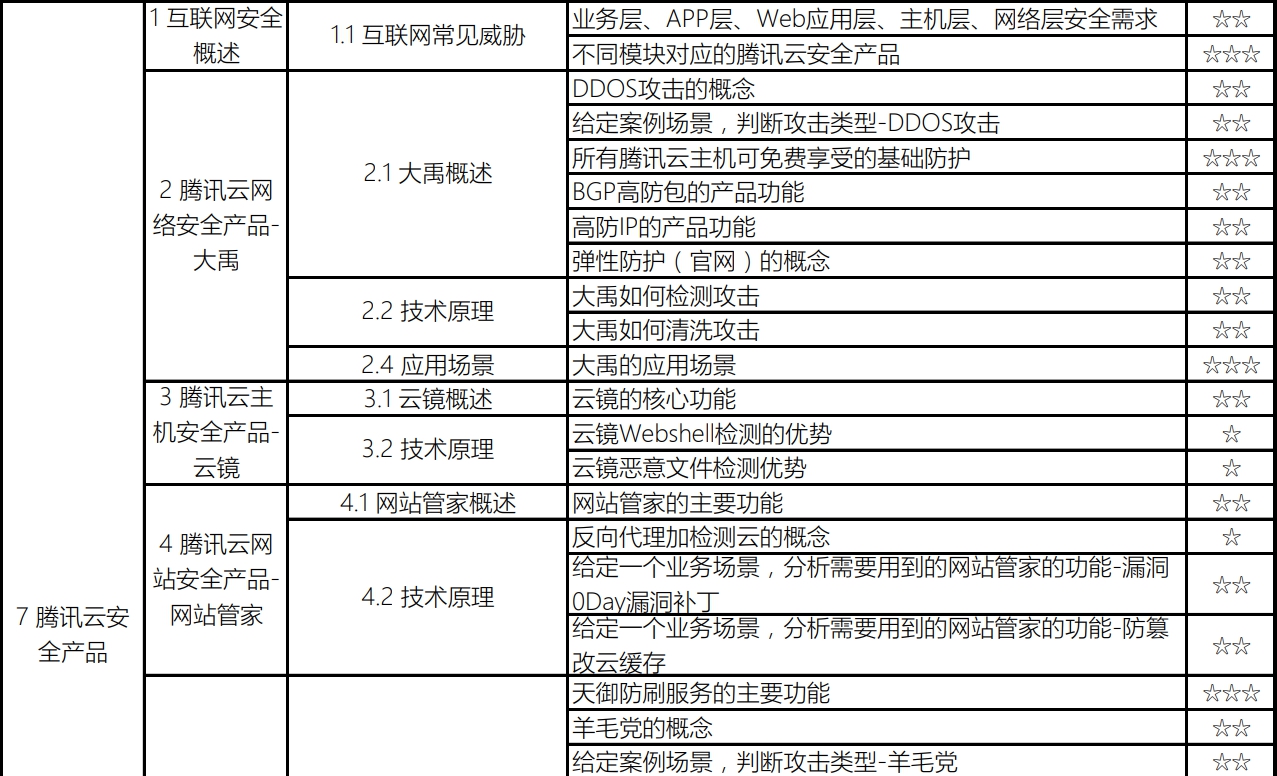 1 互联网安全
概述
1.1 互联网常见威胁
业务层、APP层、Web应用层、主机层、网络层安全需求
☆☆
不同模块对应的腾讯云安全产品
☆☆☆
2 腾讯云网
络安全产品-
大禹
2.1 大禹概述
DDOS攻击的概念
☆☆
给定案例场景，判断攻击类型-DDOS攻击
☆☆
所有腾讯云主机可免费享受的基础防护
☆☆☆
BGP高防包的产品功能
☆☆
高防IP的产品功能
☆☆
弹性防护（官网）的概念
☆☆
2.2 技术原理
大禹如何检测攻击
☆☆
大禹如何清洗攻击
☆☆
2.4 应用场景
大禹的应用场景
☆☆☆
3 腾讯云主
机安全产品-
云镜
3.1 云镜概述
云镜的核心功能
☆☆
3.2 技术原理
云镜Webshell检测的优势
☆
云镜恶意文件检测优势
☆
7 腾讯云安
全产品
4 腾讯云网
站安全产品-
网站管家
4.1 网站管家概述
网站管家的主要功能
☆☆
4.2 技术原理
反向代理加检测云的概念
☆
给定一个业务场景，分析需要用到的网站管家的功能-漏洞
0Day漏洞补丁
☆☆
给定一个业务场景，分析需要用到的网站管家的功能-防篡
改云缓存
☆☆
天御防刷服务的主要功能
☆☆☆
羊毛党的概念
☆☆
给定案例场景，判断攻击类型-羊毛党
☆☆